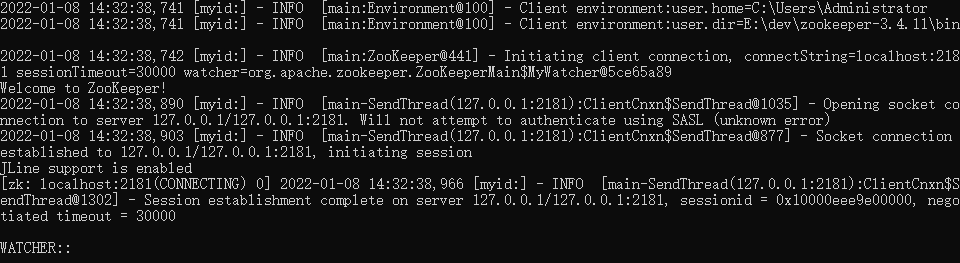 2022-01-08 14:32:38,741 [myid:] - INFO  [main:Environment@100] - Client environment:user.home=C:\Users\Administrator
2022-01-08 14:32:38,741 [myid:] - INFO  [main:Environment@100] - Client environment:user.dir=E:\dev\zookeeper-3.4.11\bin
2022-01-08 14:32:38,742 [myid:] - INFO  [main:ZooKeeper@441] - Initiating client connection, connectString=localhost:218
1 sessionTimeout=30000 watcher=org.apache.zookeeper.ZooKeeperMain$MyWatcher@5ce65a89
Welcome to ZooKeeper!
2022-01-08 14:32:38,890 [myid:] - INFO  [main-SendThread(127.0.0.1:2181):ClientCnxn$SendThread@1035] - Opening socket co
nnection to server 127.0.0.1/127.0.0.1:2181. Will not attempt to authenticate using SASL (unknown error)
2022-01-08 14:32:38,903 [myid:] - INFO  [main-SendThread(127.0.0.1:2181):ClientCnxn$SendThread@877] - Socket connection
established to 127.0.0.1/127.0.0.1:2181, initiating session
JLine support is enabled
[zk: localhost:2181(CONNECTING) 0] 2022-01-08 14:32:38,966 [myid:] - INFO  [main-SendThread(127.0.0.1:2181):ClientCnxn$S
endThread@1302] - Session establishment complete on server 127.0.0.1/127.0.0.1:2181, sessionid = 0x10000eee9e00000, nego
tiated timeout = 30000
WATCHER::